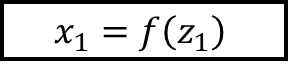 x₁ = f(z₁)